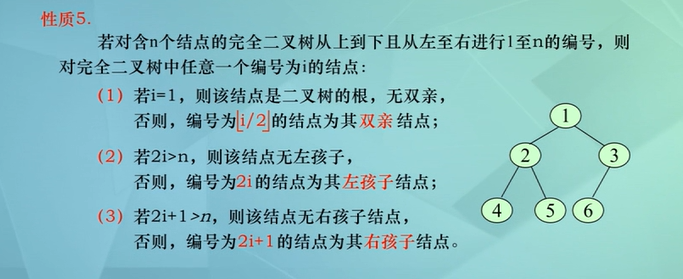 性质5.
若对含n个结点的完全二叉树从上到下且从左至右进行1至n的编号，则
对完全二叉树中任意一个编号为i的结点：
（1）若i=1，则该结点是二叉树的根，无双亲，
否则，编号为⌊i/2⌋的结点为其双亲结点；
（2）若2i>n，则该结点无左孩子，
否则，编号为2i的结点为其左孩子结点；
（3）若2i+1>n，则该结点无右孩子结点，
否则，编号为2i+1的结点为其右孩子结点。
1
2 3
4 5 6